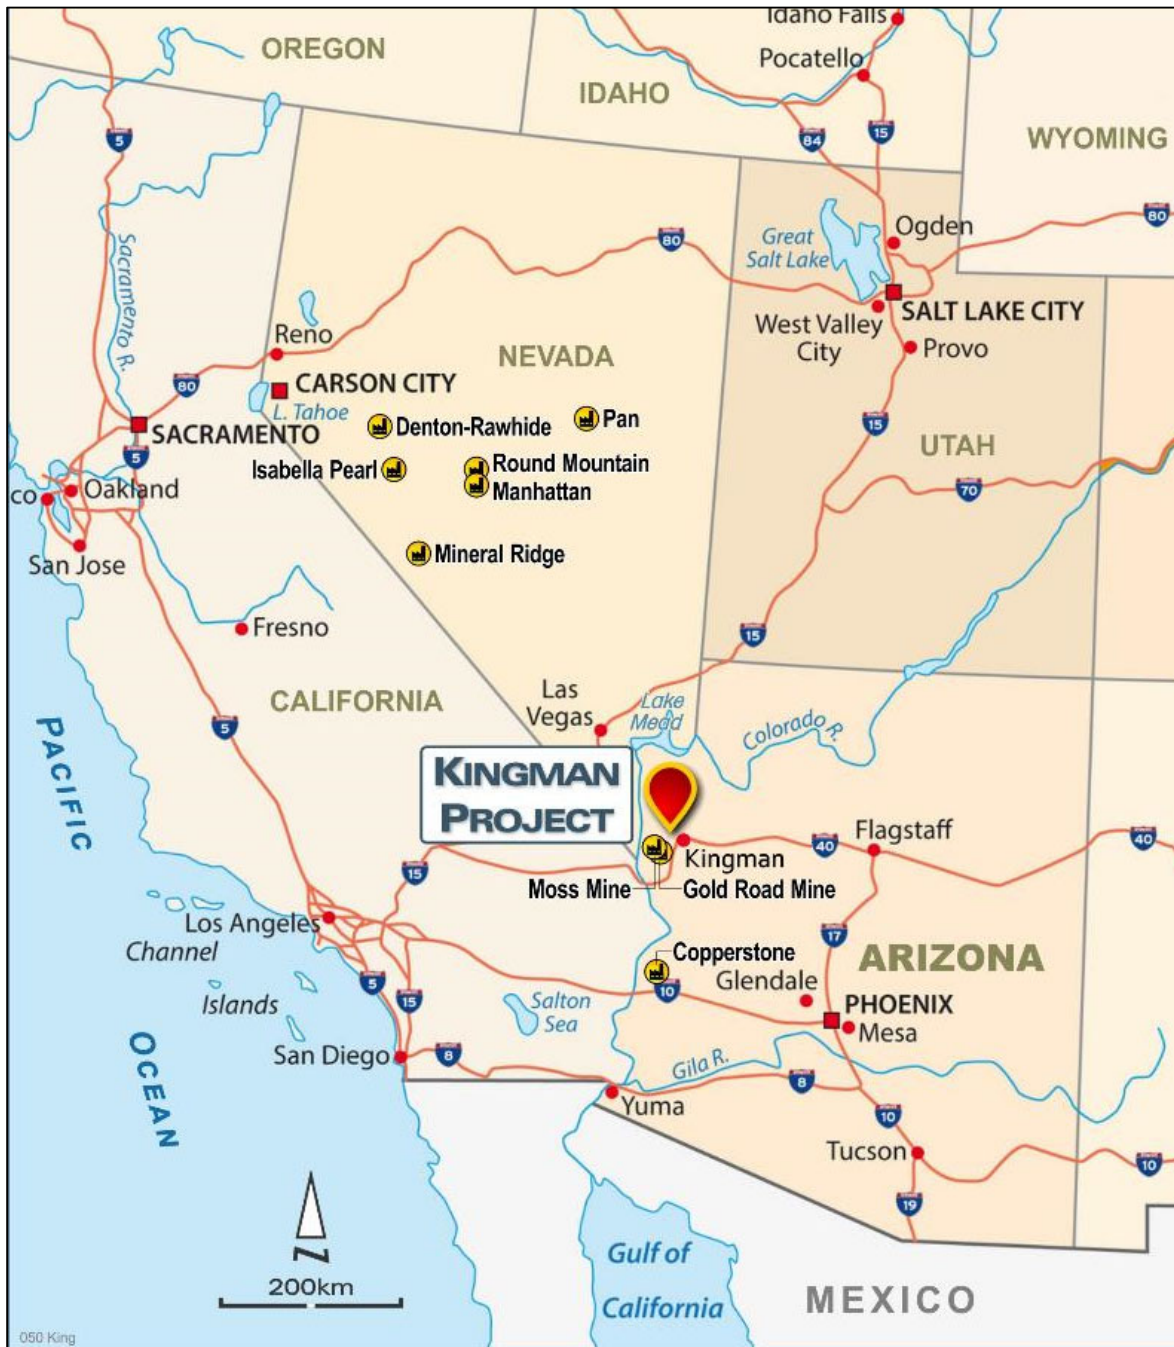 Idaho Falls
OREGON
Pocatello
IDAHO
5
84
15
WYOMING
80
Ogden
Great
Salt Lake
80
Sacramento R.
SALT LAKE CITY
West Valley
City
Provo
Reno
NEVADA
80
CARSON CITY
L. Tahoe
SACRAMENTO
5
Denton-Rawhide
Pan
15
UTAH
Isabella Pearl
Round Mountain
Manhattan
70
co
Oakland
San Jose
Mineral Ridge
Fresno
15
CALIFORNIA
Las
Vegas
Lake
Mead
Colorado R.
5
PACIFIC
OCEAN
KINGMAN
PROJECT
Kingman
40
Flagstaff
40
15
Moss Mine
Gold Road Mine
Los Angeles
Channel
Islands
17
ARIZONA
Copperstone
10
Glendale
PHOENIX
Mesa
5
15
Salton
Sea
San Diego
8
Gila R.
8
Yuma
10
Tucson
10
19
N
200km
Gulf of
California
MEXICO
050 King